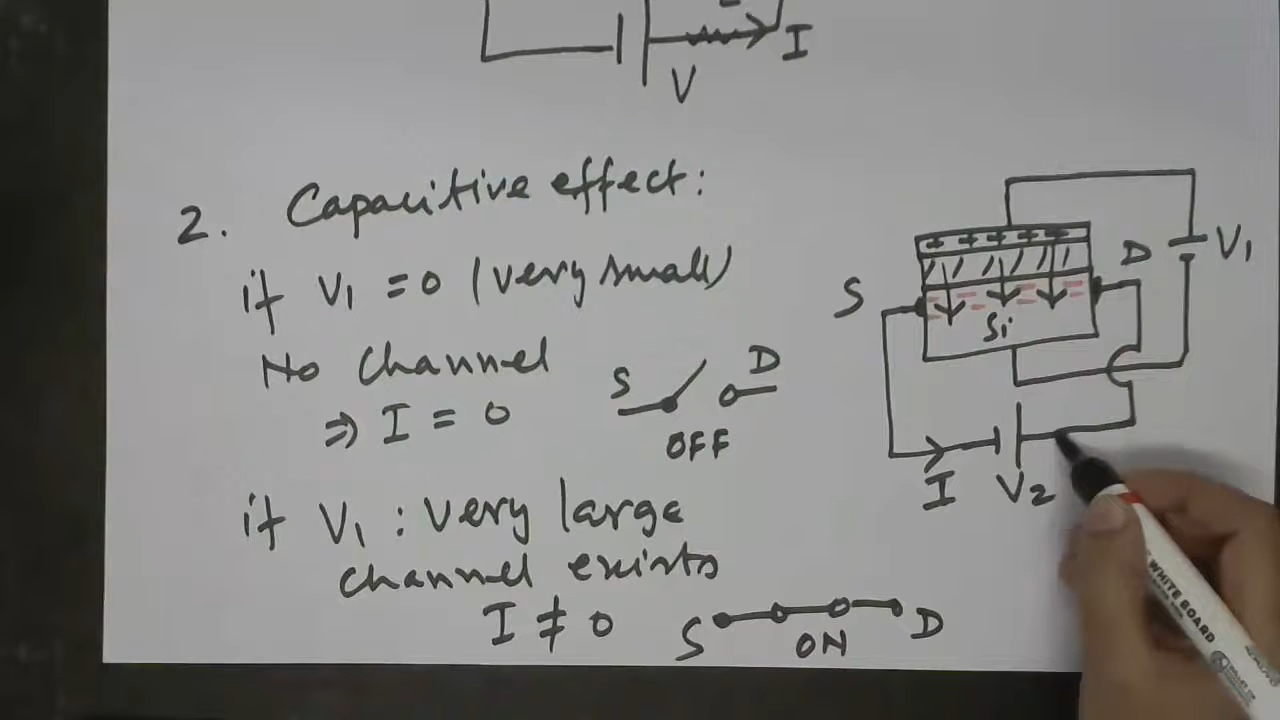 V
I
2. Capacitive effect:
if V1 = 0 (very small)
No channel
⇒ I = 0
S D
OFF
if V1 : very large
channel exists
I ≠ 0
S D
ON
+ + + + +
S
D
V1
Si
I V2
WHITE BOARD